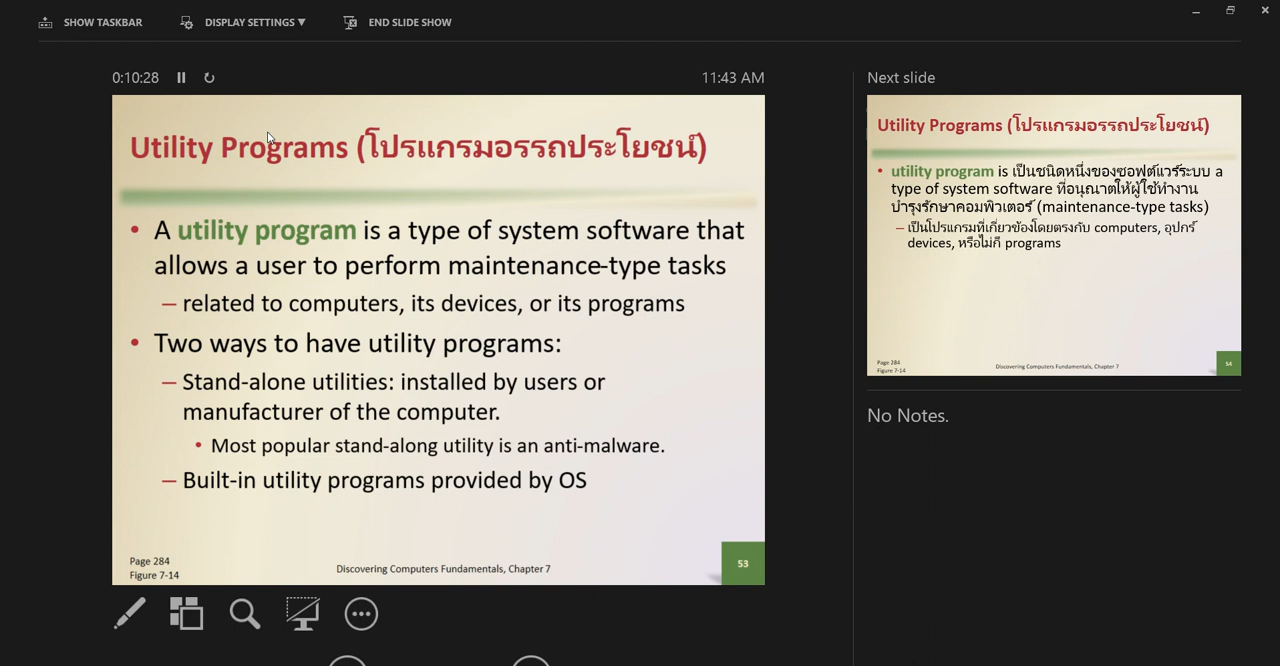 SHOW TASKBAR
DISPLAY SETTINGS ▼
END SLIDE SHOW
0:10:28
11:43 AM
Utility Programs (โปรแกรมอรรถประโยชน์)
• A utility program is a type of system software that
allows a user to perform maintenance-type tasks
– related to computers, its devices, or its programs
• Two ways to have utility programs:
– Stand-alone utilities: installed by users or
manufacturer of the computer.
• Most popular stand-along utility is an anti-malware.
– Built-in utility programs provided by OS
Page 284
Figure 7-14
Discovering Computers Fundamentals, Chapter 7
53
Next slide
Utility Programs (โปรแกรมอรรถประโยชน์)
• utility program is เป็นชนิดหนึ่งของซอฟต์แวร์ระบบ a
type of system software ที่อนุณาตให้ผู้ใช้ทำงาน
บำรุงรักษาคอมพิวเตอร์ (maintenance-type tasks)
– เป็นโปรแกรมที่เกี่ยวข้องโดยตรงกับ computers, อุปกร์
devices, หรือไม่ก็ programs
Page 284
Figure 7-14
Discovering Computers Fundamentals, Chapter 7
54
No Notes.